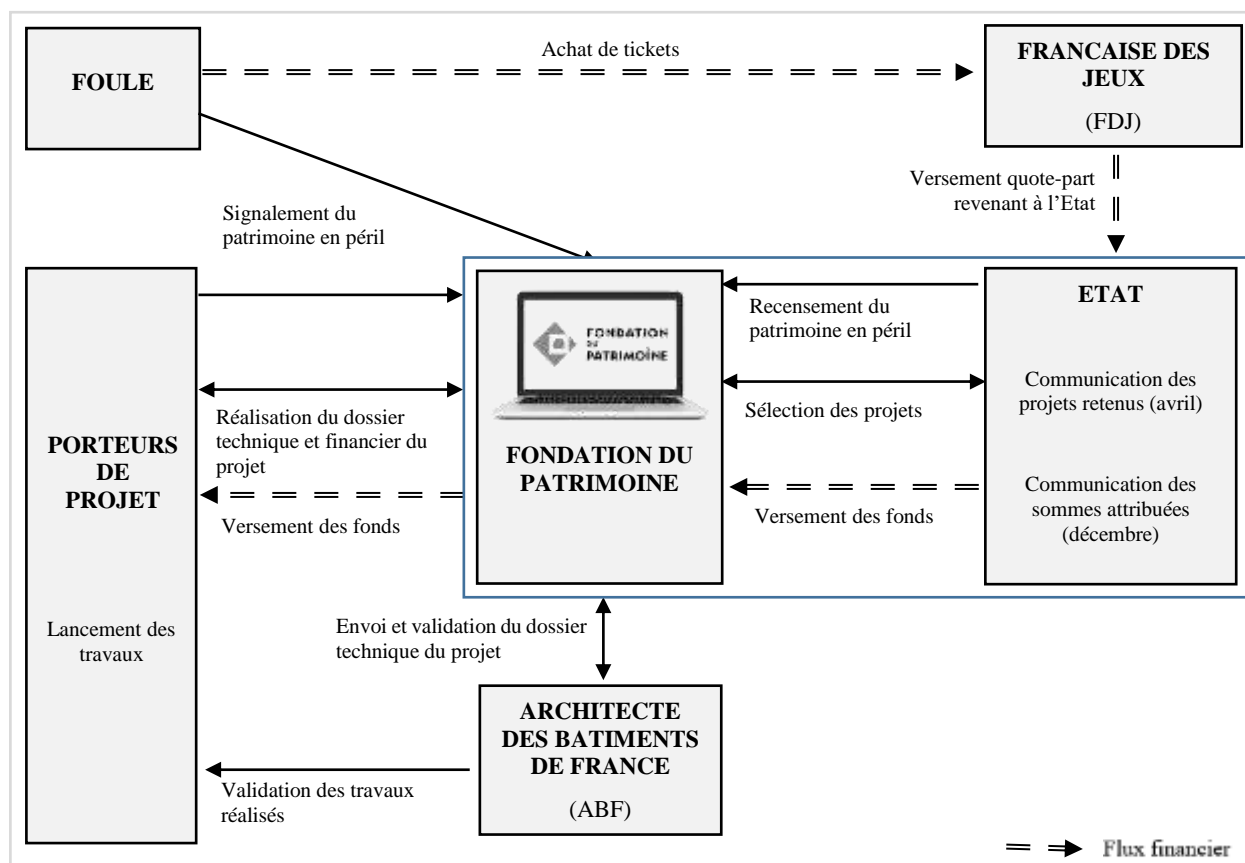 Achat de tickets
FOULE
FRANCAISE DES
JEUX
(FDJ)
Versement quote-part
revenant à l’Etat
Signalement du
patrimoine en péril
PORTEURS
DE
PROJET
Lancement des
travaux
Réalisation du dossier
technique et financier du
projet
Versement des fonds
FONDATION
DU
PATRIMOINE
FONDATION DU
PATRIMOINE
Recensement du
patrimoine en péril
Sélection des projets
Versement des fonds
ETAT
Communication des
projets retenus (avril)
Communication des
sommes attribuées
(décembre)
Envoi et validation du dossier
technique du projet
ARCHITECTE
DES BATIMENTS
DE FRANCE
(ABF)
Validation des travaux
réalisés
Flux financier